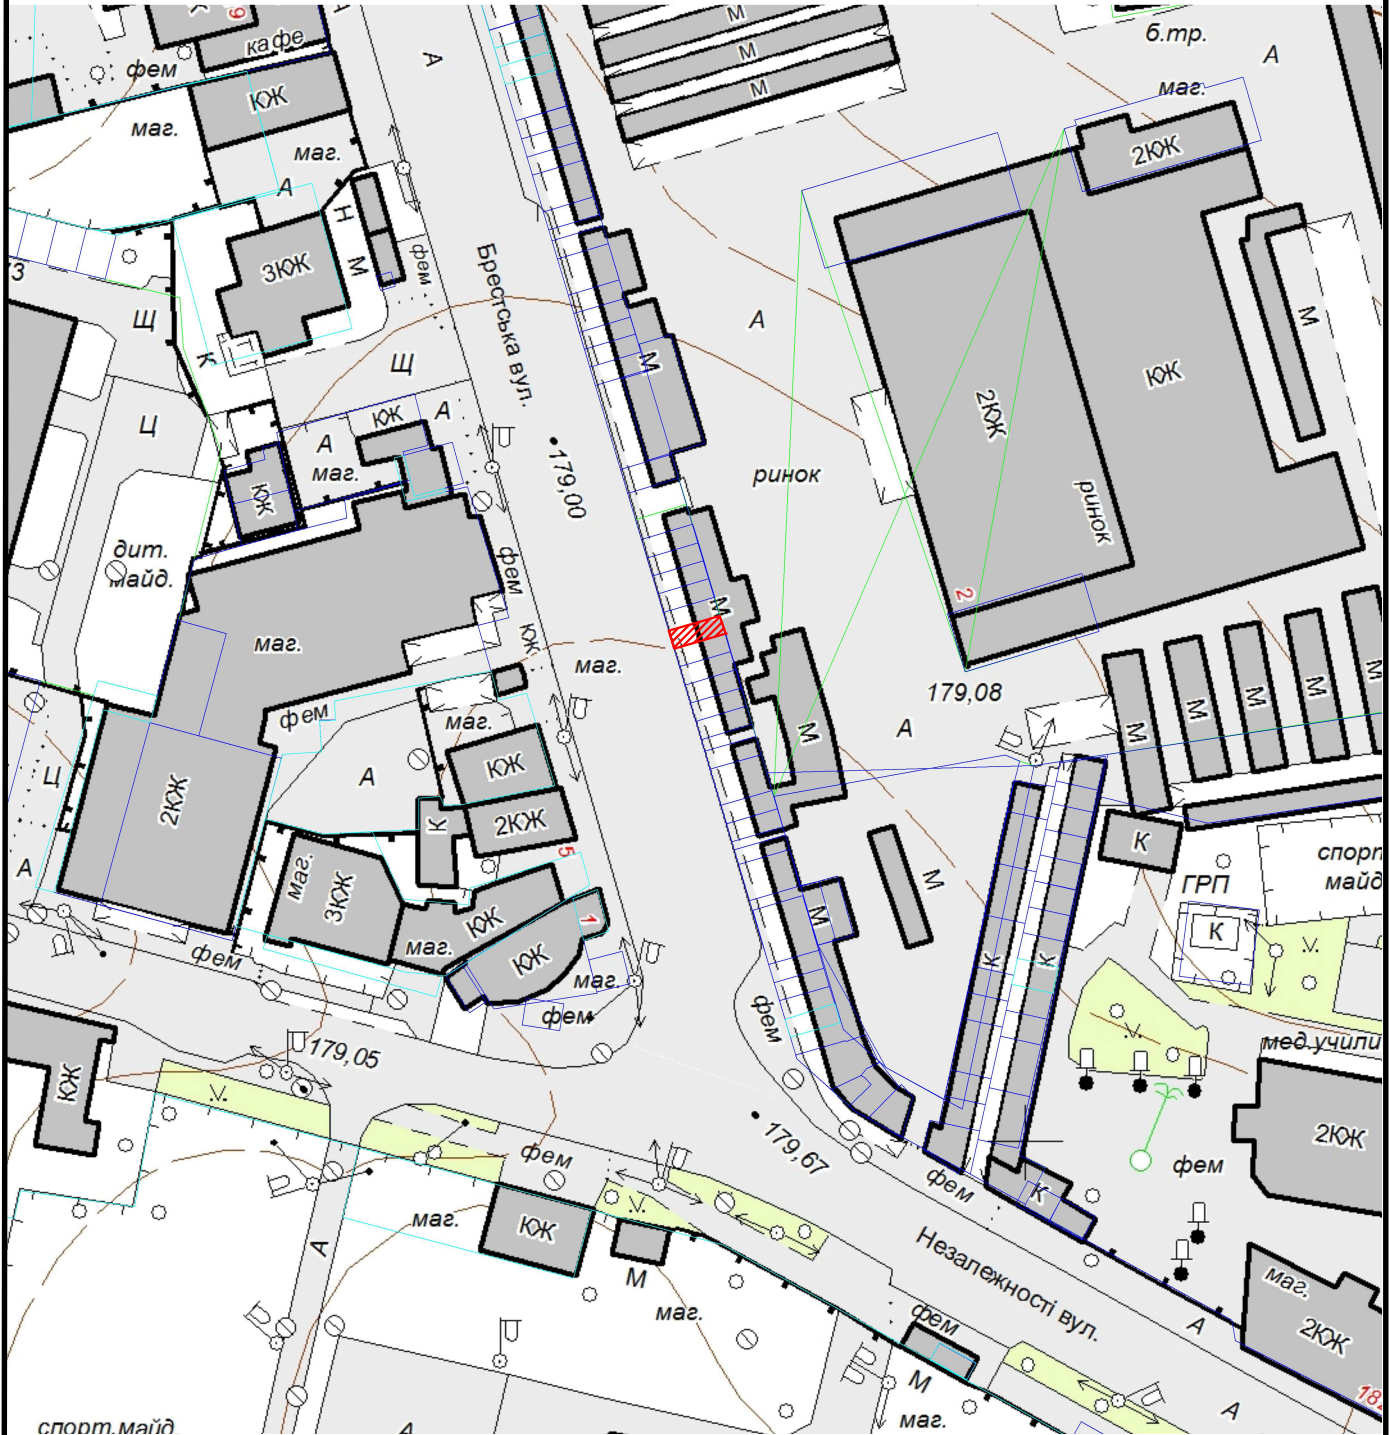 9
кафе
М
А
б.тр.
А
фем
КЖ
М
М
маг.
маг.
маг.
2КЖ
А
Н
М
3КЖ
фем
Брестська вул.
Щ
К
Щ
А
М
М
КЖ
2КЖ
КЖ
А
Ц
А
маг.
КЖ
179,00
ринок
ринок
дит.
майд.
фем
2
М
маг.
КЖ
маг.
179,08
М
М
М
М
М
фем
маг.
М
А
Ц
А
КЖ
2КЖ
К
2КЖ
5
К
спорт
майд
А
маг.
3КЖ
М
М
ГРП
К
КЖ
1
маг.
КЖ
маг.
К
К
фем
фем
фем
179,05
мед.учили
КЖ
179,67
2КЖ
фем
фем
фем
К
маг.
КЖ
А
М
маг.
Незалежності вул.
маг.
2КЖ
А
фем
182
М
маг.
А
спорт.майд.
А